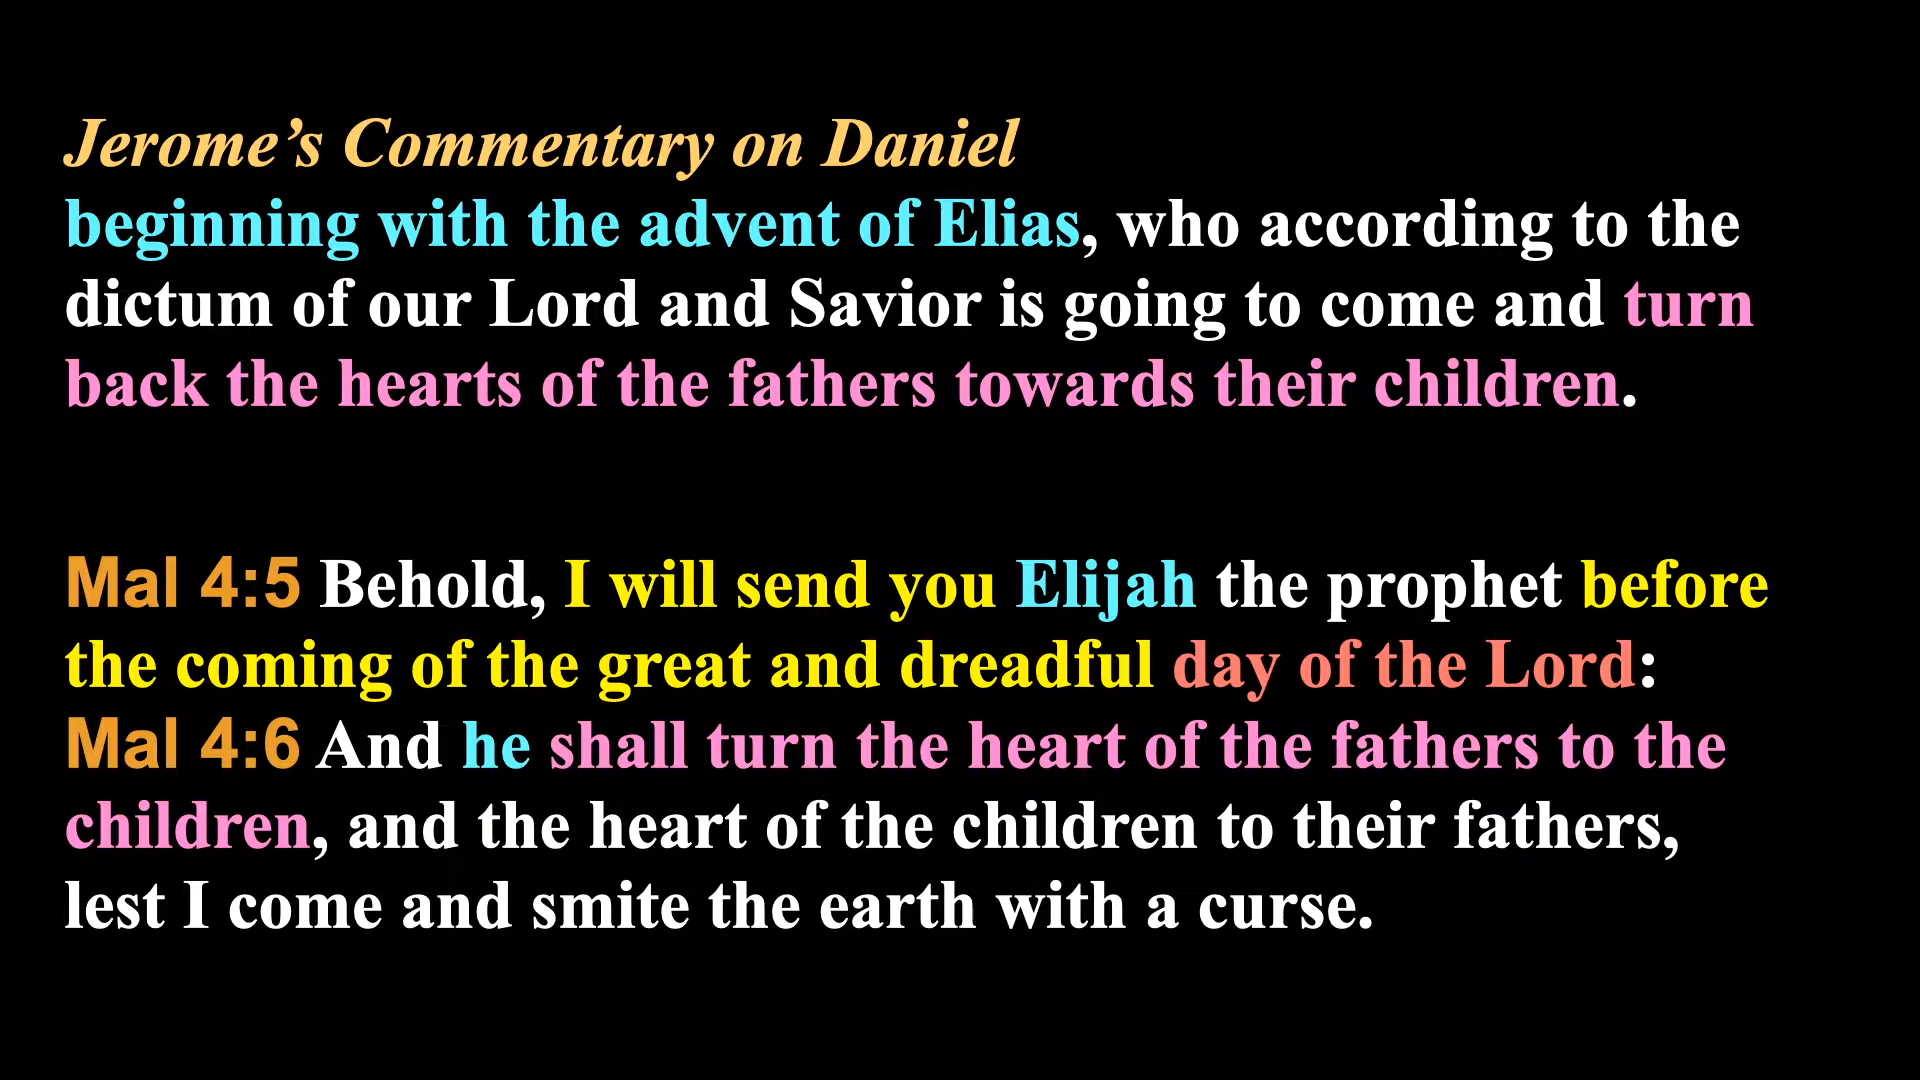 Jerome’s Commentary on Daniel
beginning with the advent of Elias, who according to the
dictum of our Lord and Savior is going to come and turn
back the hearts of the fathers towards their children.
Mal 4:5 Behold, I will send you Elijah the prophet before
the coming of the great and dreadful day of the Lord:
Mal 4:6 And he shall turn the heart of the fathers to the
children, and the heart of the children to their fathers,
lest I come and smite the earth with a curse.